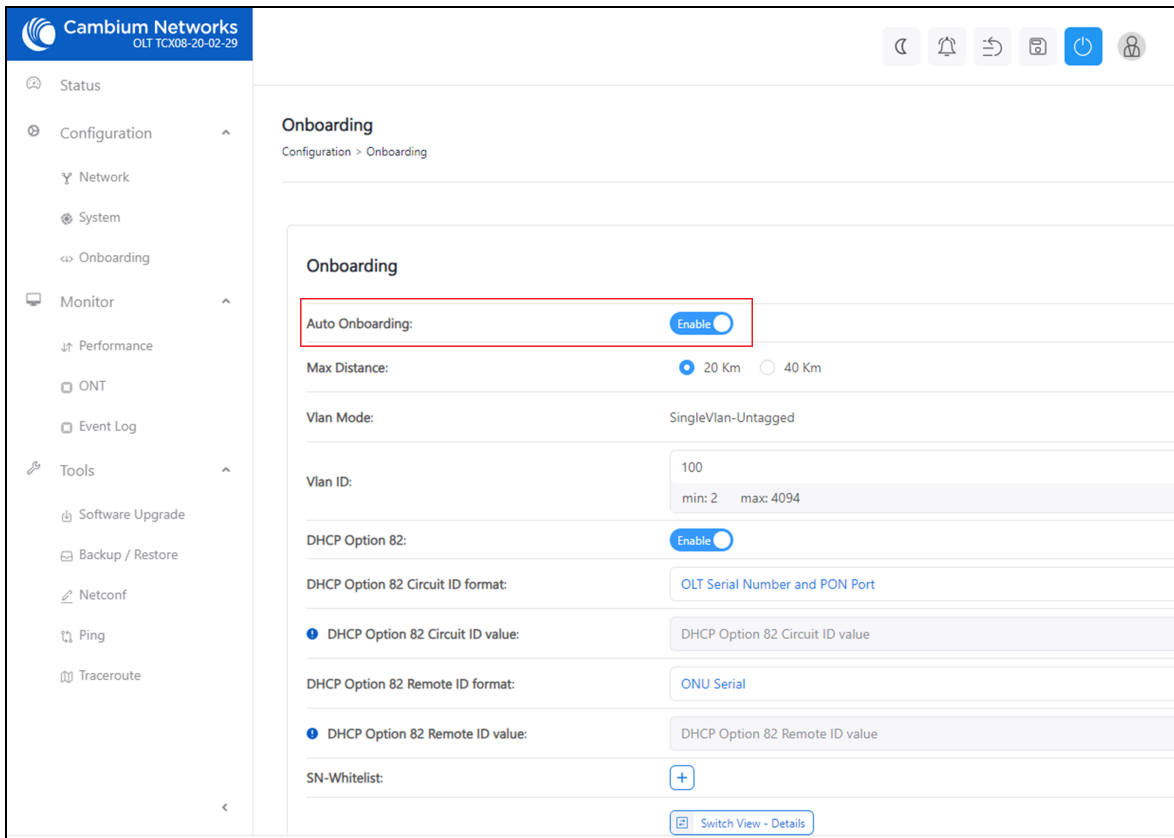 Cambium Networks
OLT TCX08-20-02-29
Status
Configuration
Network
System
Onboarding
Monitor
Performance
ONT
Event Log
Tools
Software Upgrade
Backup / Restore
Netconf
Ping
Traceroute
Onboarding
Configuration > Onboarding
Onboarding
Auto Onboarding: Enable
Max Distance: 20 Km 40 Km
Vlan Mode: SingleVlan-Untagged
Vlan ID: 100
min: 2 max: 4094
DHCP Option 82: Enable
DHCP Option 82 Circuit ID format: OLT Serial Number and PON Port
DHCP Option 82 Circuit ID value: DHCP Option 82 Circuit ID value
DHCP Option 82 Remote ID format: ONU Serial
DHCP Option 82 Remote ID value: DHCP Option 82 Remote ID value
SN-Whitelist: +
Switch View - Details